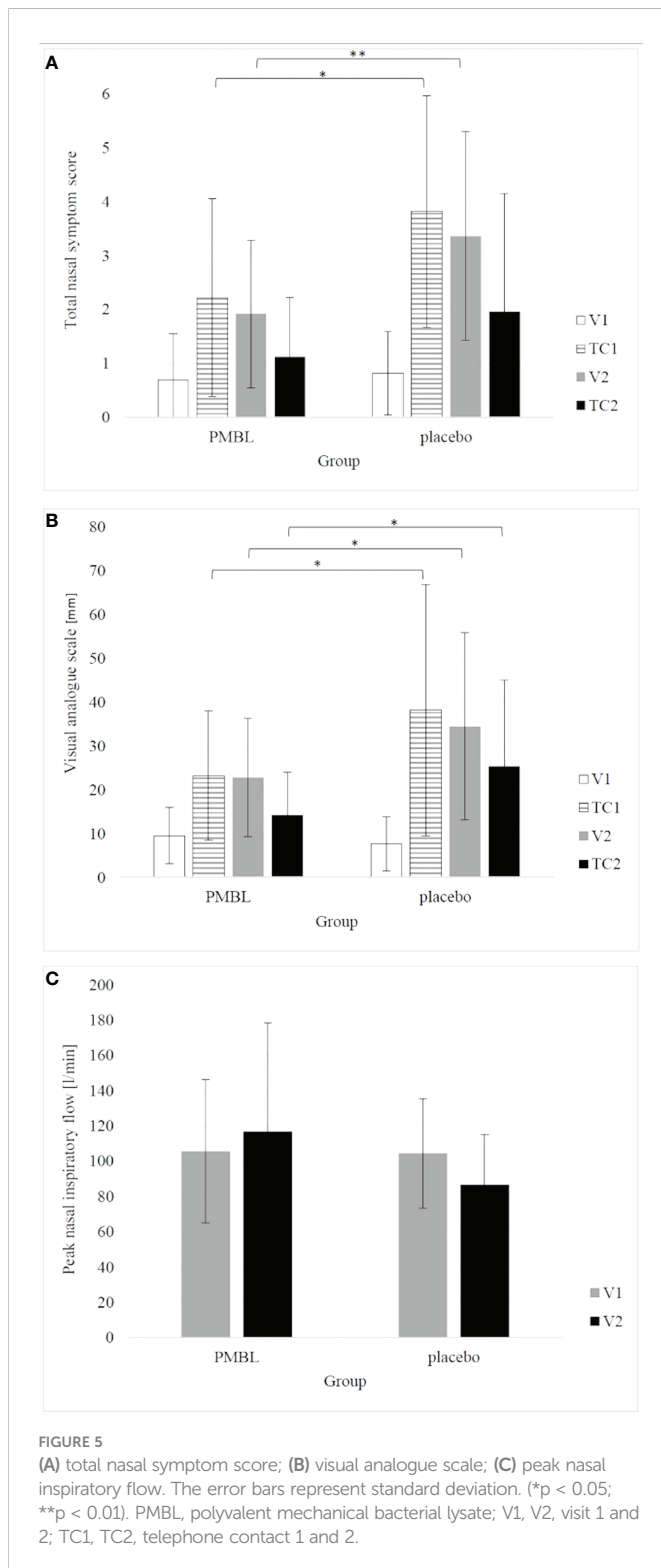 A
**
*
6
5
4
3
2
1
0
Total nasal symptom score
V1
TC1
V2
TC2
PMBL placebo
Group
B
80
70
60
50
40
30
20
10
0
*
*
*
Visual analogue scale [mm]
V1
TC1
V2
TC2
PMBL placebo
Group
C
200
180
160
140
120
100
80
60
40
20
0
Peak nasal inspiratory flow [l/min]
V1
V2
PMBL placebo
Group
FIGURE 5
(A) total nasal symptom score; (B) visual analogue scale; (C) peak nasal
inspiratory flow. The error bars represent standard deviation. (*p < 0.05;
**p < 0.01). PMBL, polyvalent mechanical bacterial lysate; V1, V2, visit 1 and
2; TC1, TC2, telephone contact 1 and 2.